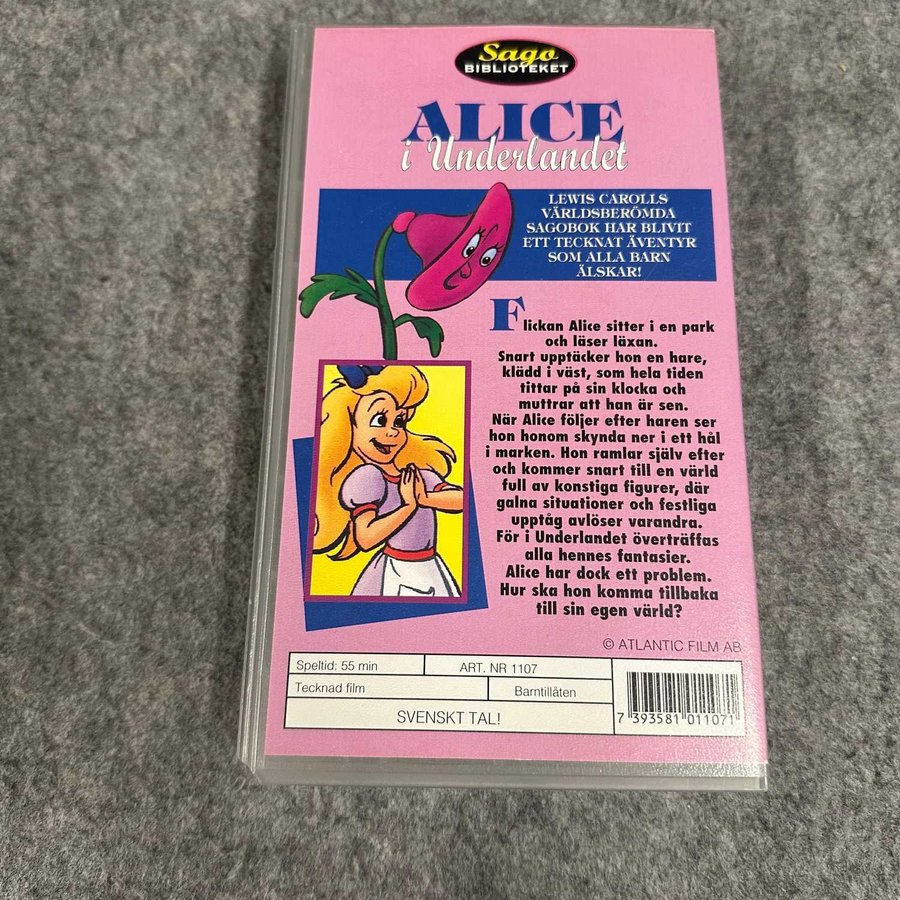 Sago
BIBLIOTEKET
ALICE
i Underlandet
LEWIS CAROLLS
VÄRLDSBERÖMDA
SAGOBOK HAR BLIVIT
ETT TECKNAT ÄVENTYR
SOM ALLA BARN
ÄLSKAR!
Flickan Alice sitter i en park
och läser läxan.
Snart upptäcker hon en hare,
klädd i väst, som hela tiden
tittar på sin klocka och
muttrar att han är sen.
När Alice följer efter haren ser
hon honom skynda ner i ett hål
i marken. Hon ramlar själv efter
och kommer snart till en värld
full av konstiga figurer, där
galna situationer och festliga
upptåg avlöser varandra.
För i Underlandet överträffas
alla hennes fantasier.
Alice har dock ett problem.
Hur ska hon komma tillbaka
till sin egen värld?
© ATLANTIC FILM AB
Speltid: 55 min
ART. NR 1107
Tecknad film
Barntillåten
SVENSKT TAL!
7 393581 011071